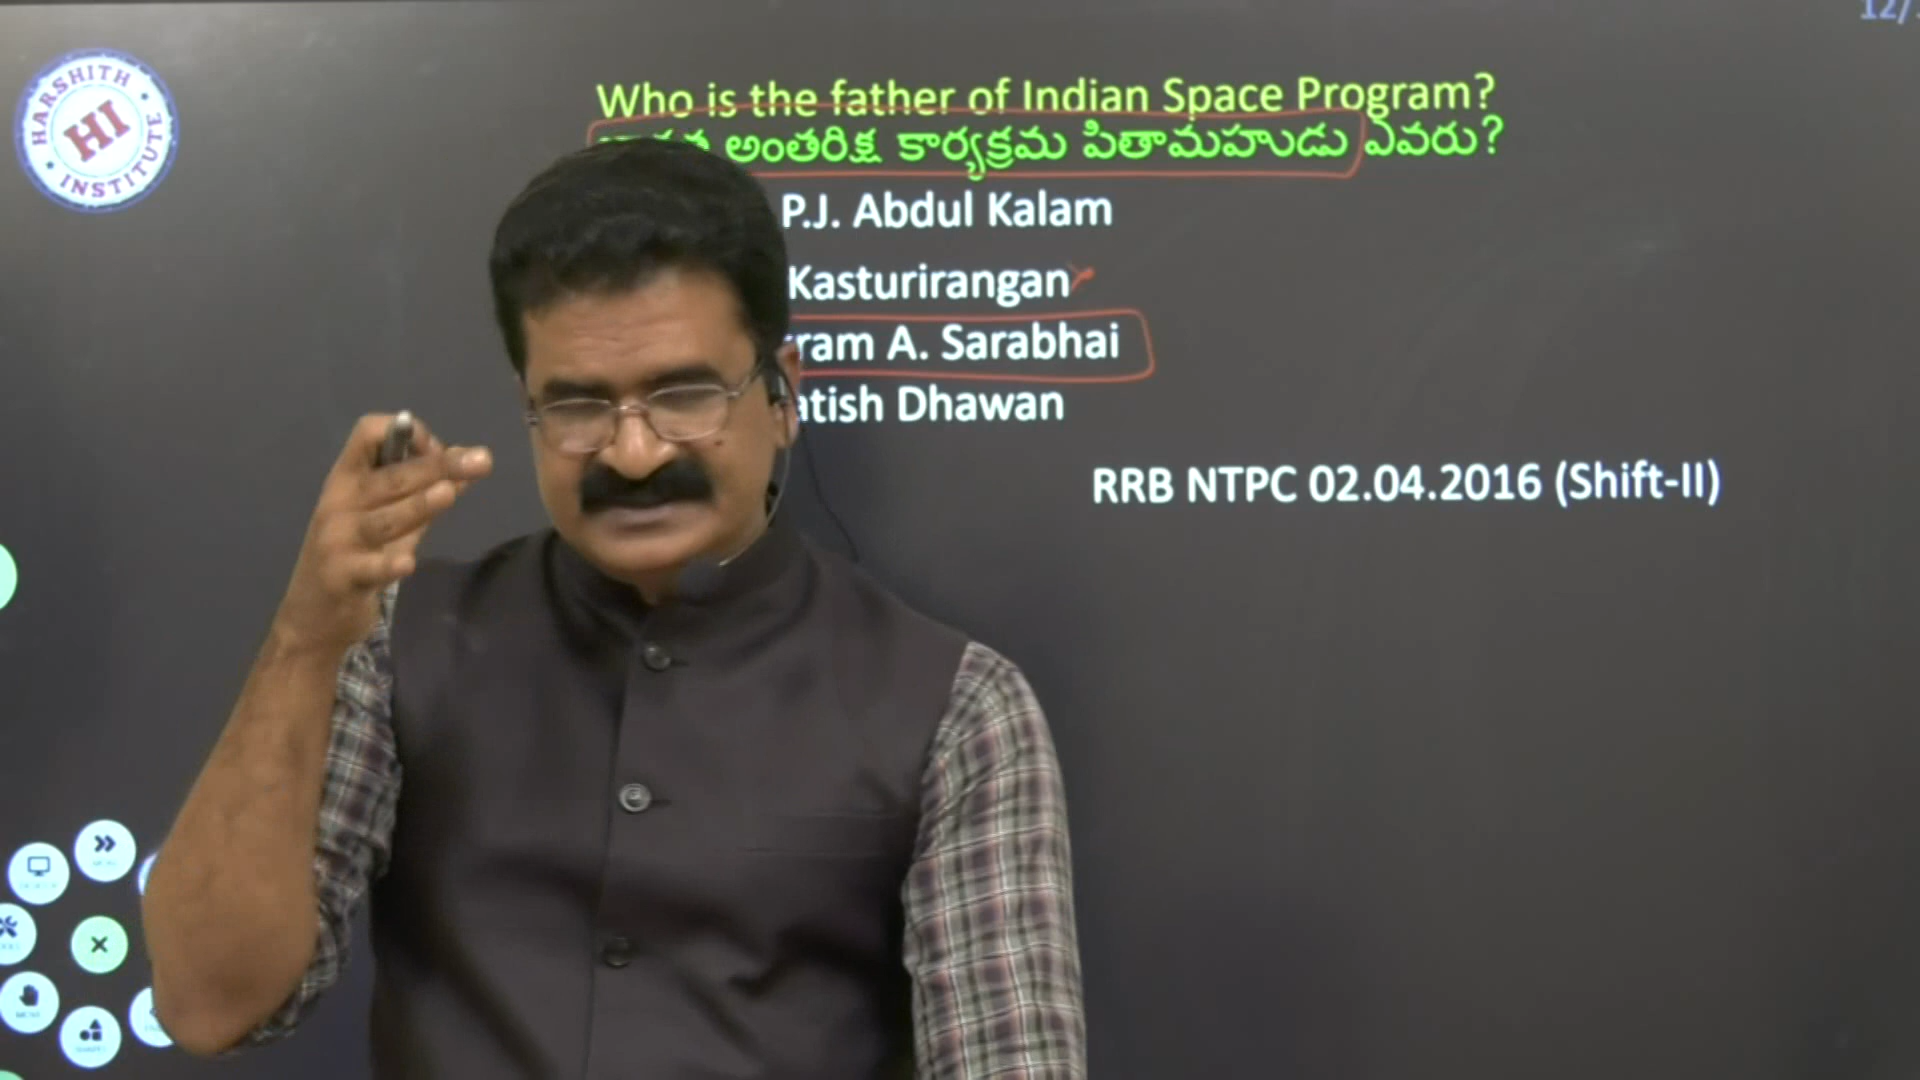 12/
HARSHITH
HI
INSTITUTE
Who is the father of Indian Space Program?
అంతరిక్ష కార్యక్రమ పితామహుడు ఎవరు?
P.J. Abdul Kalam
Kasturirangan
ram A. Sarabhai
atish Dhawan
RRB NTPC 02.04.2016 (Shift-II)